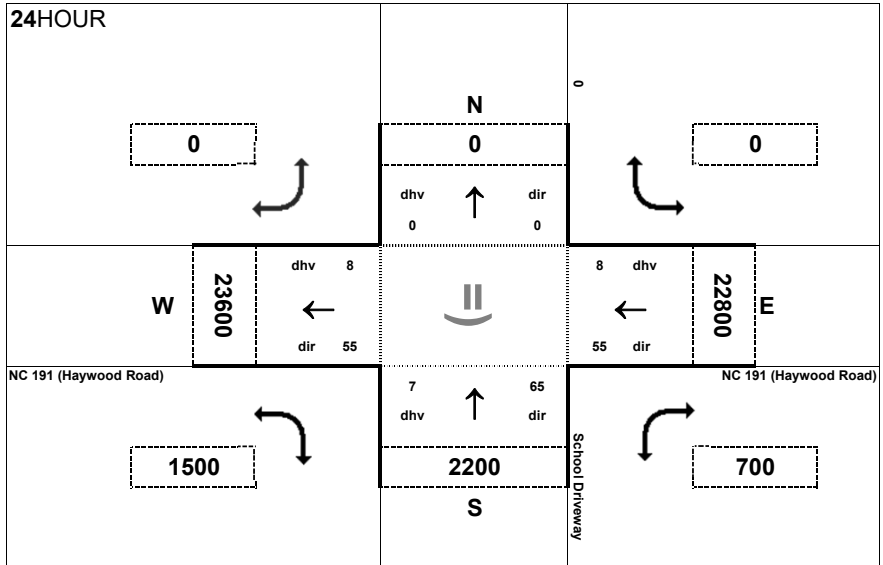 24HOUR
0
N
0
0
0
dhv
dir
0
0
dhv 8
8 dhv
W
23600
22800
E
dir 55
55 dir
NC 191 (Haywood Road)
NC 191 (Haywood Road)
7
65
dhv
dir
1500
2200
School Driveway
700
S